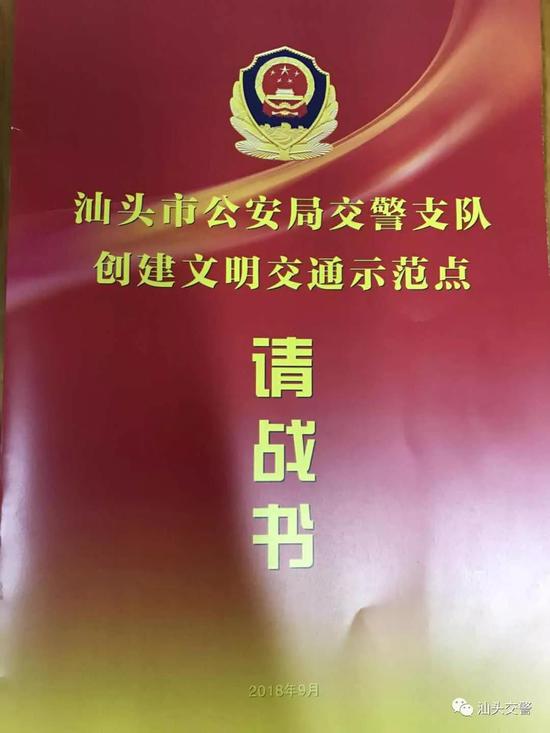 汕头市公安局交警支队
创建文明交通示范点
请
战
书
2018年9月
汕头交警